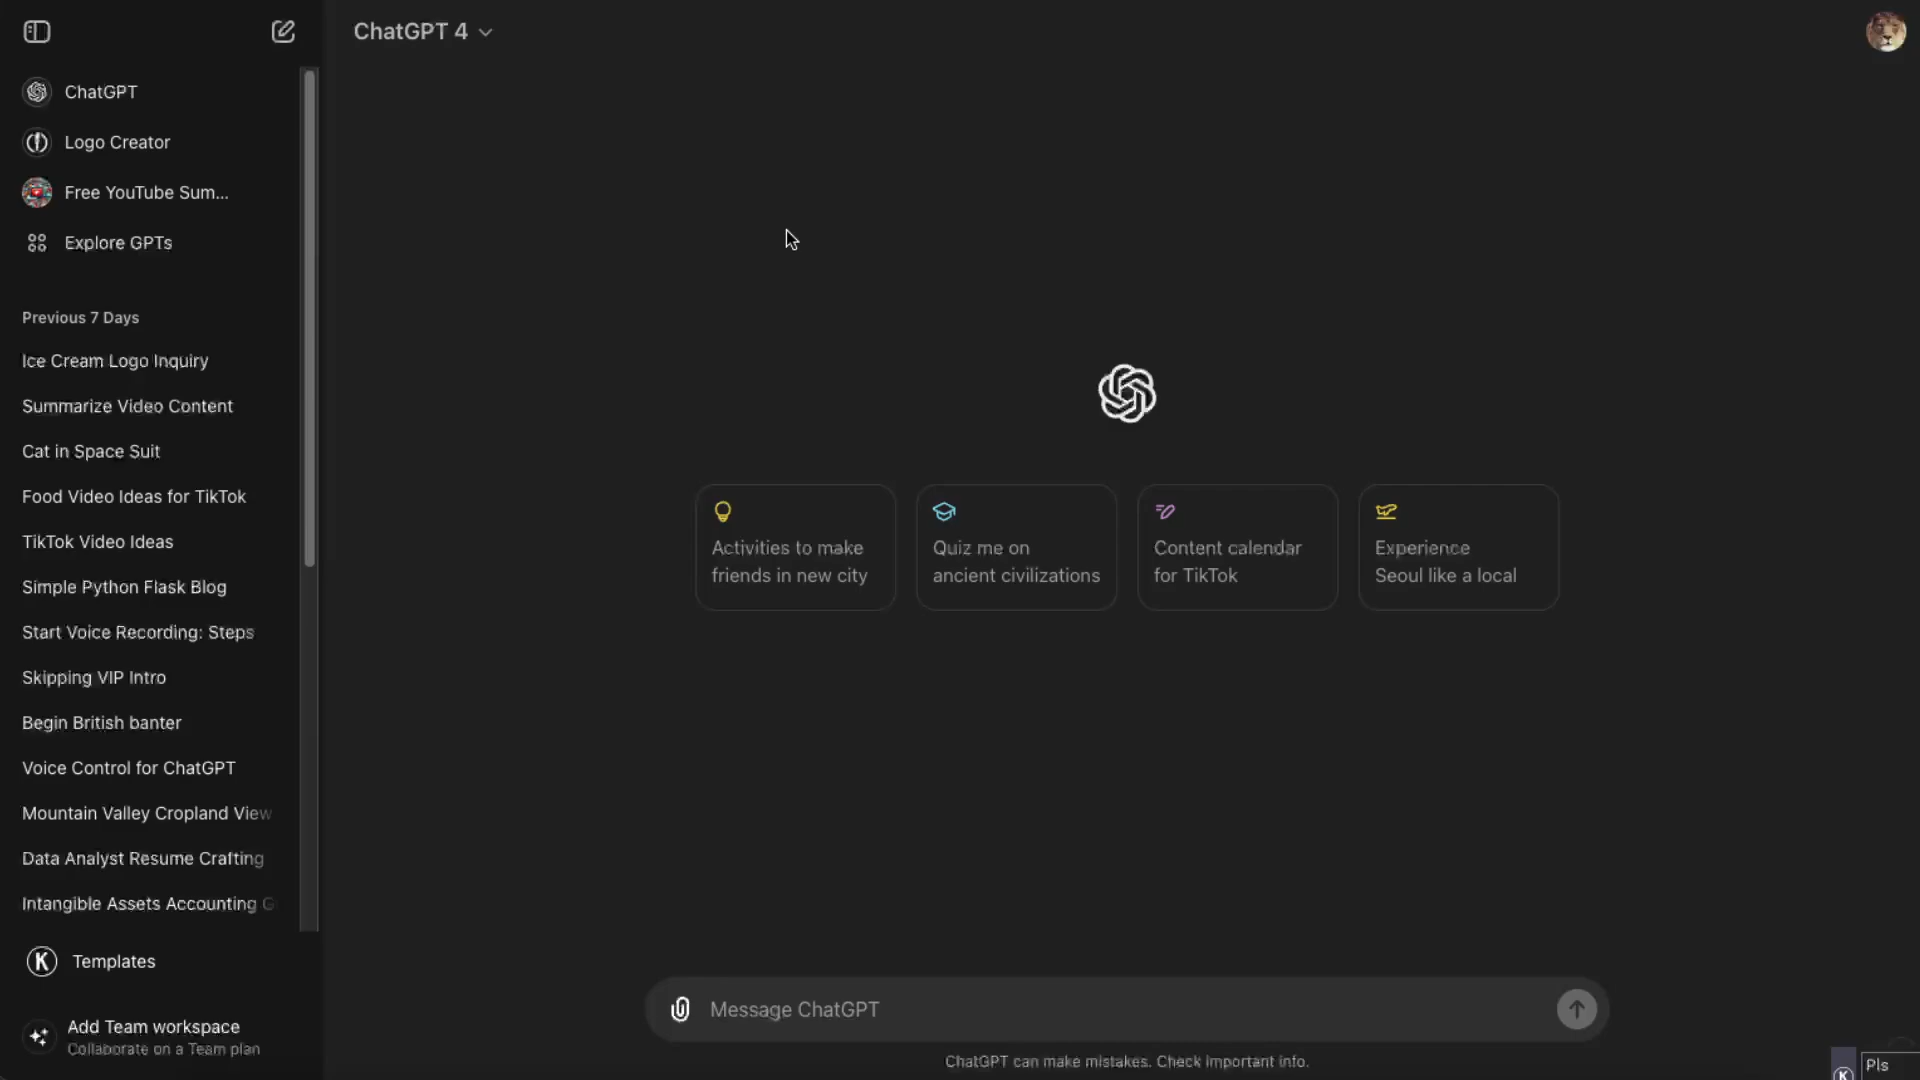 ChatGPT 4
ChatGPT
Logo Creator
Free YouTube Sum...
Explore GPTs
Previous 7 Days
Ice Cream Logo Inquiry
Summarize Video Content
Cat in Space Suit
Food Video Ideas for TikTok
TikTok Video Ideas
Simple Python Flask Blog
Start Voice Recording: Steps
Skipping VIP Intro
Begin British banter
Voice Control for ChatGPT
Mountain Valley Cropland View
Data Analyst Resume Crafting
Intangible Assets Accounting G
K Templates
Add Team workspace
Collaborate on a Team plan
Activities to make
friends in new city
Quiz me on
ancient civilizations
Content calendar
for TikTok
Experience
Seoul like a local
Message ChatGPT
ChatGPT can make mistakes. Check important info.
K
Pls